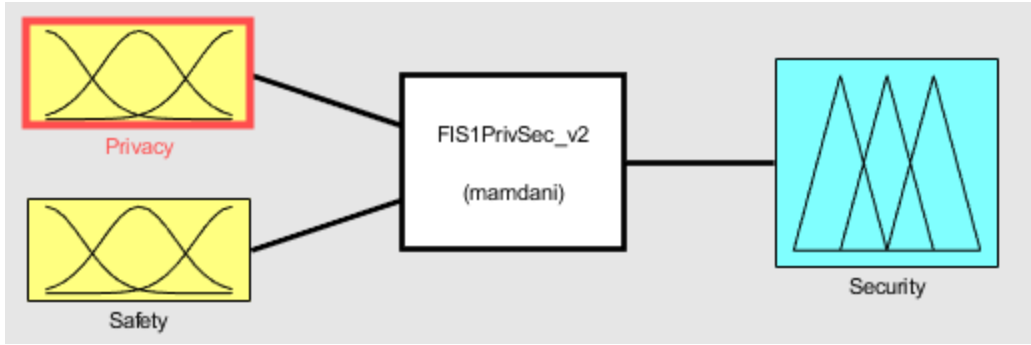 Privacy
FIS1PrivSec_v2
(mamdani)
Safety
Security